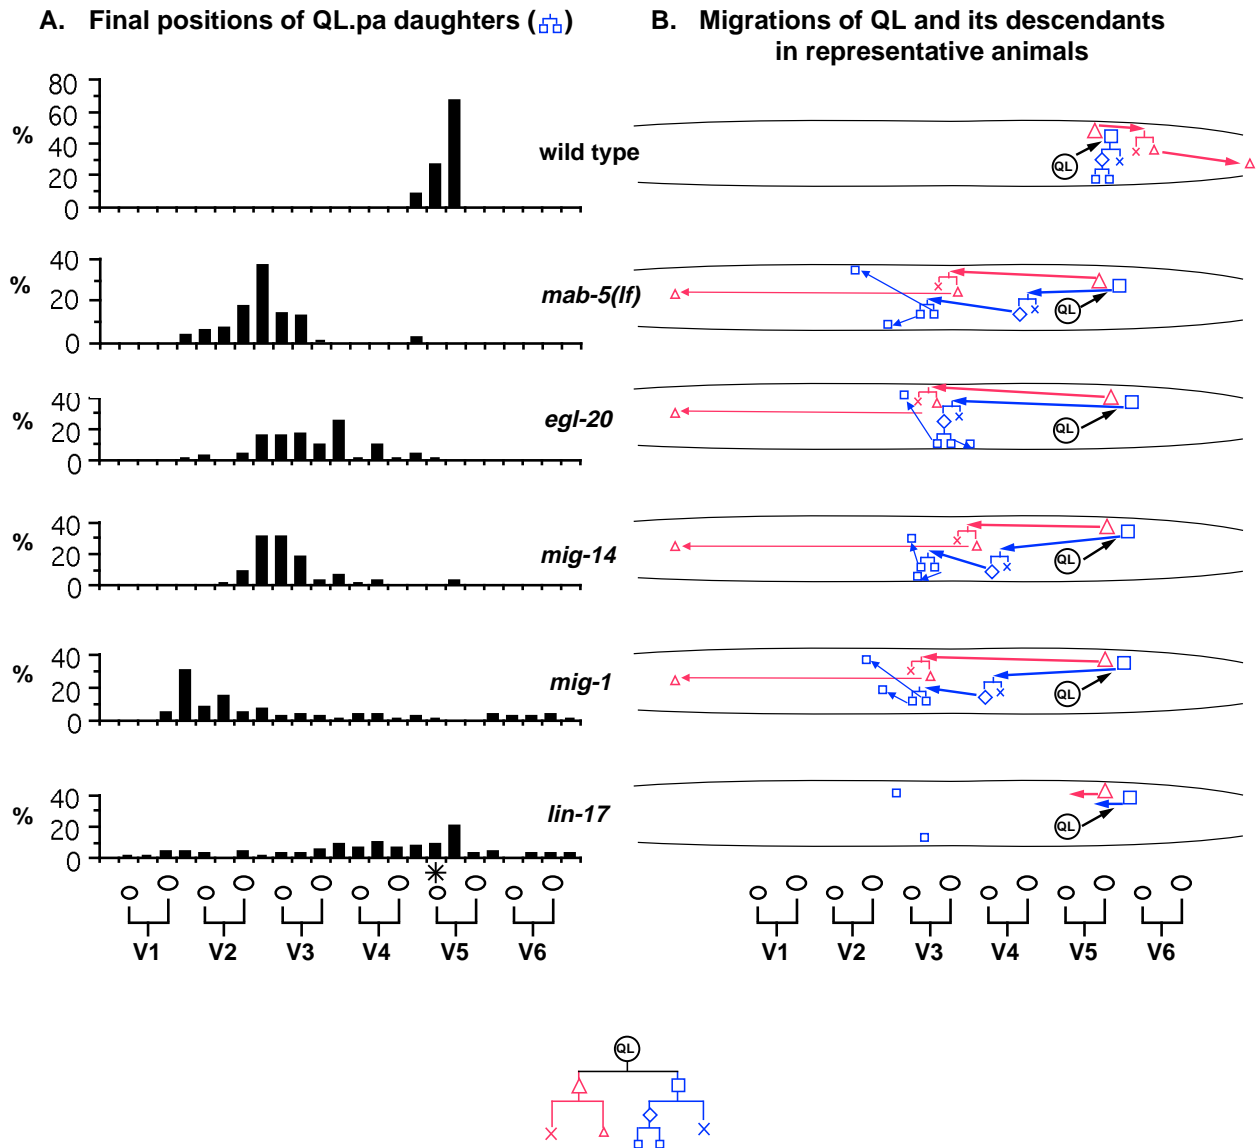 A. Final positions of QL.pa daughters ( )
80
60
40
20
0
%
wild type
40
20
0
%
mab-5(lf)
40
20
0
%
egl-20
40
20
0
%
mig-14
40
20
0
%
mig-1
40
20
0
%
lin-17
*
V1 V2 V3 V4 V5 V6
B. Migrations of QL and its descendants
in representative animals
QL
QL
QL
QL
QL
QL
V1 V2 V3 V4 V5 V6
QL